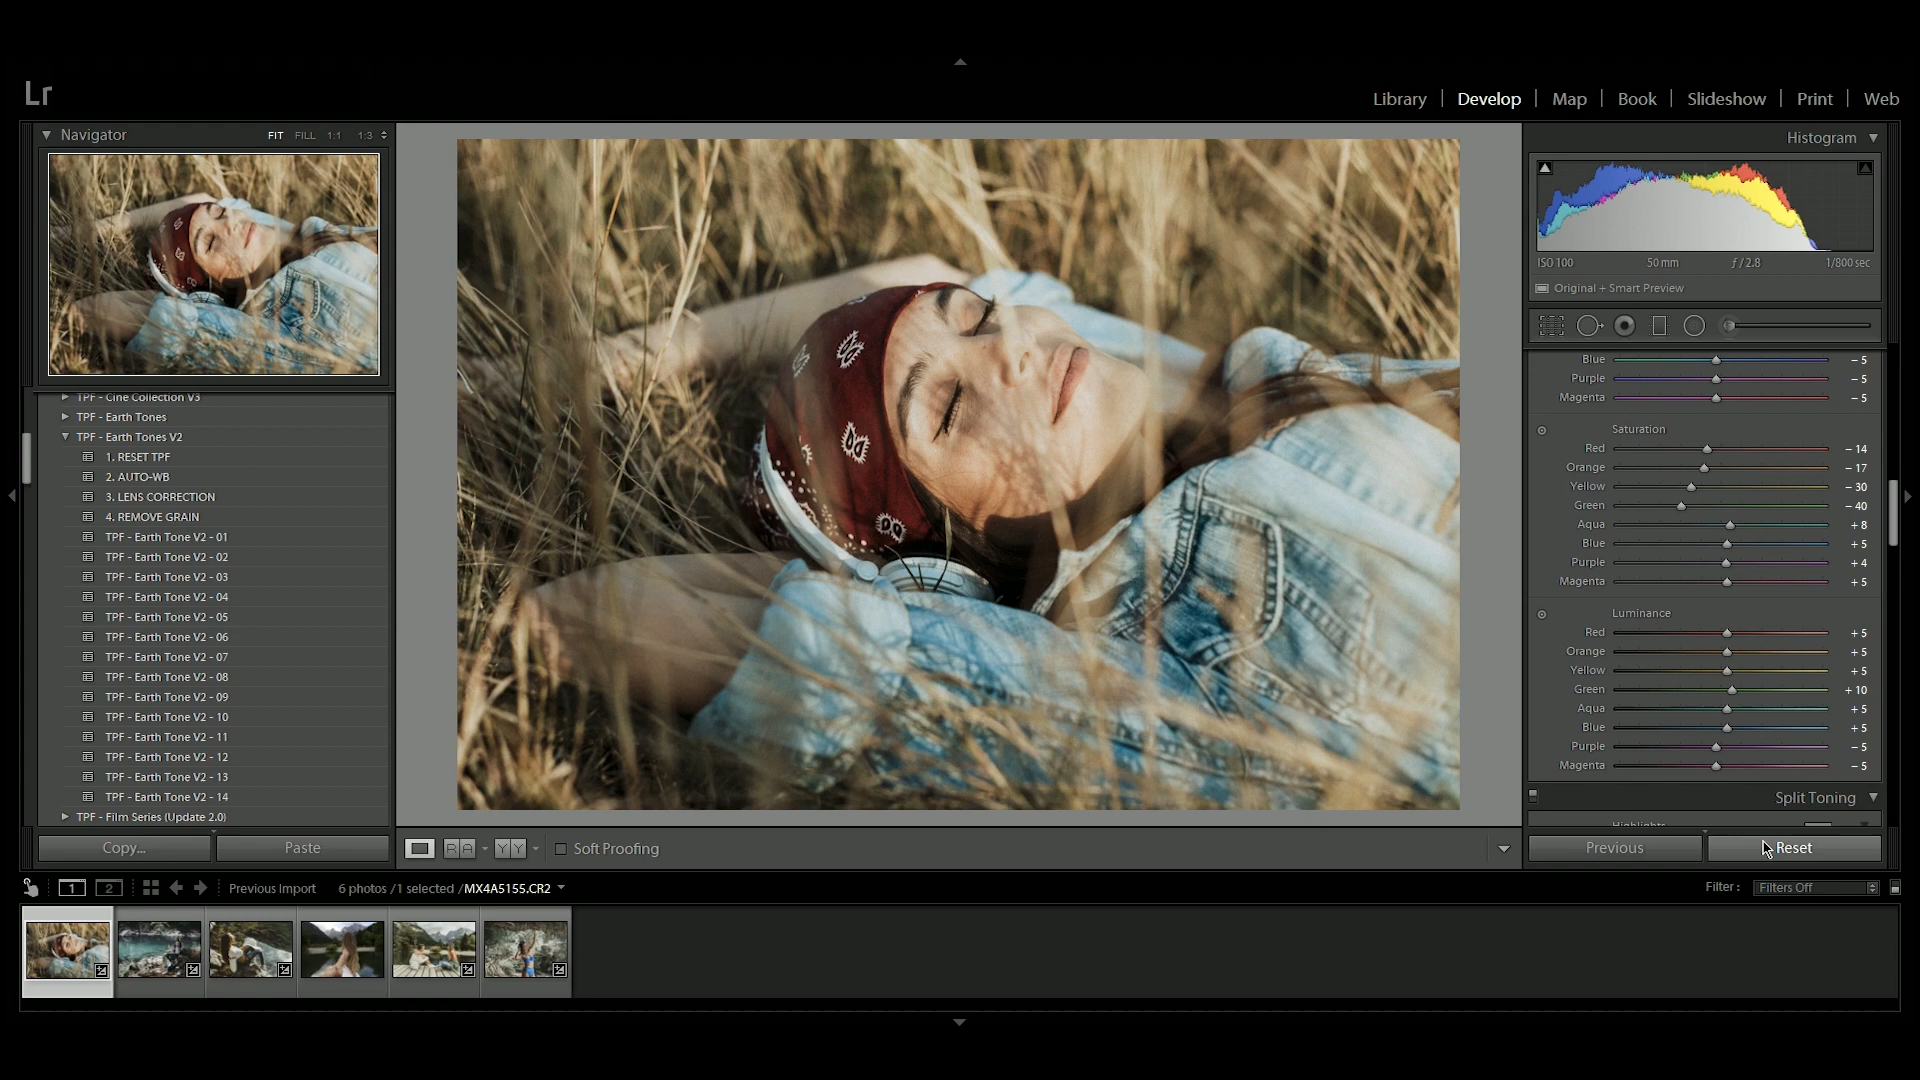 Lr
Library | Develop | Map | Book | Slideshow | Print | Web
Navigator FIT FILL 1:1 1:3
TPF - Cine Collection V3
TPF - Earth Tones
TPF - Earth Tones V2
1. RESET TPF
2. AUTO-WB
3. LENS CORRECTION
4. REMOVE GRAIN
TPF - Earth Tone V2 - 01
TPF - Earth Tone V2 - 02
TPF - Earth Tone V2 - 03
TPF - Earth Tone V2 - 04
TPF - Earth Tone V2 - 05
TPF - Earth Tone V2 - 06
TPF - Earth Tone V2 - 07
TPF - Earth Tone V2 - 08
TPF - Earth Tone V2 - 09
TPF - Earth Tone V2 - 10
TPF - Earth Tone V2 - 11
TPF - Earth Tone V2 - 12
TPF - Earth Tone V2 - 13
TPF - Earth Tone V2 - 14
TPF - Film Series (Update 2.0)
Copy... Paste
RA YY Soft Proofing
Histogram
ISO 100 50 mm ƒ / 2.8 1/800 sec
Original + Smart Preview
Blue - 5
Purple - 5
Magenta - 5
Saturation
Red - 14
Orange - 17
Yellow - 30
Green - 40
Aqua + 8
Blue + 5
Purple + 4
Magenta + 5
Luminance
Red + 5
Orange + 5
Yellow + 5
Green + 10
Aqua + 5
Blue + 5
Purple - 5
Magenta - 5
Split Toning
Highlights
Previous Reset
1 2 Previous Import 6 photos / 1 selected / MX4A5155.CR2 Filter : Filters Off